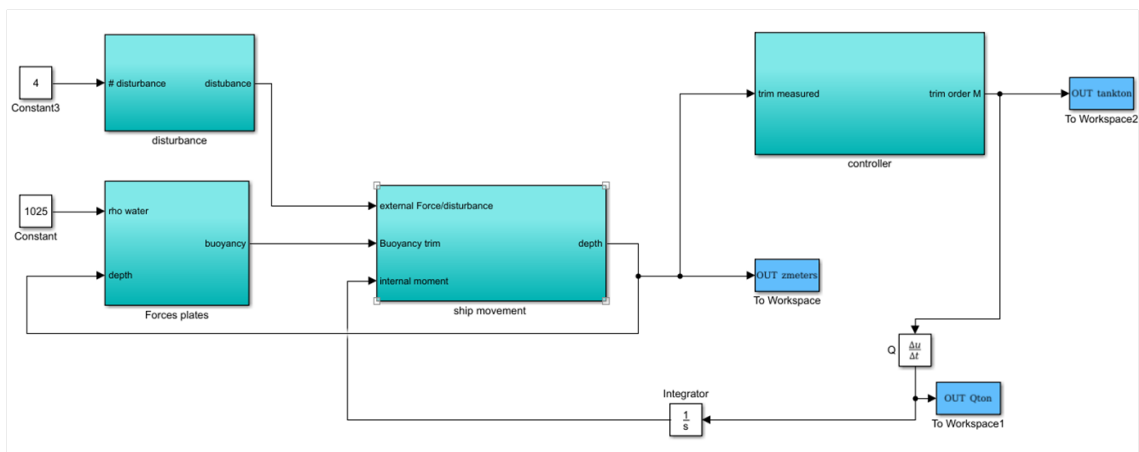 4
Constant3
# disturbance
distubance
disturbance
1025
Constant
rho water
buoyancy
depth
Forces plates
external Force/disturbance
Buoyancy trim
depth
internal moment
ship movement
trim measured
trim order M
controller
OUT tankton
To Workspace2
OUT zmeters
To Workspace
Q
Δu
Δt
OUT Qton
To Workspace1
Integrator
1
s